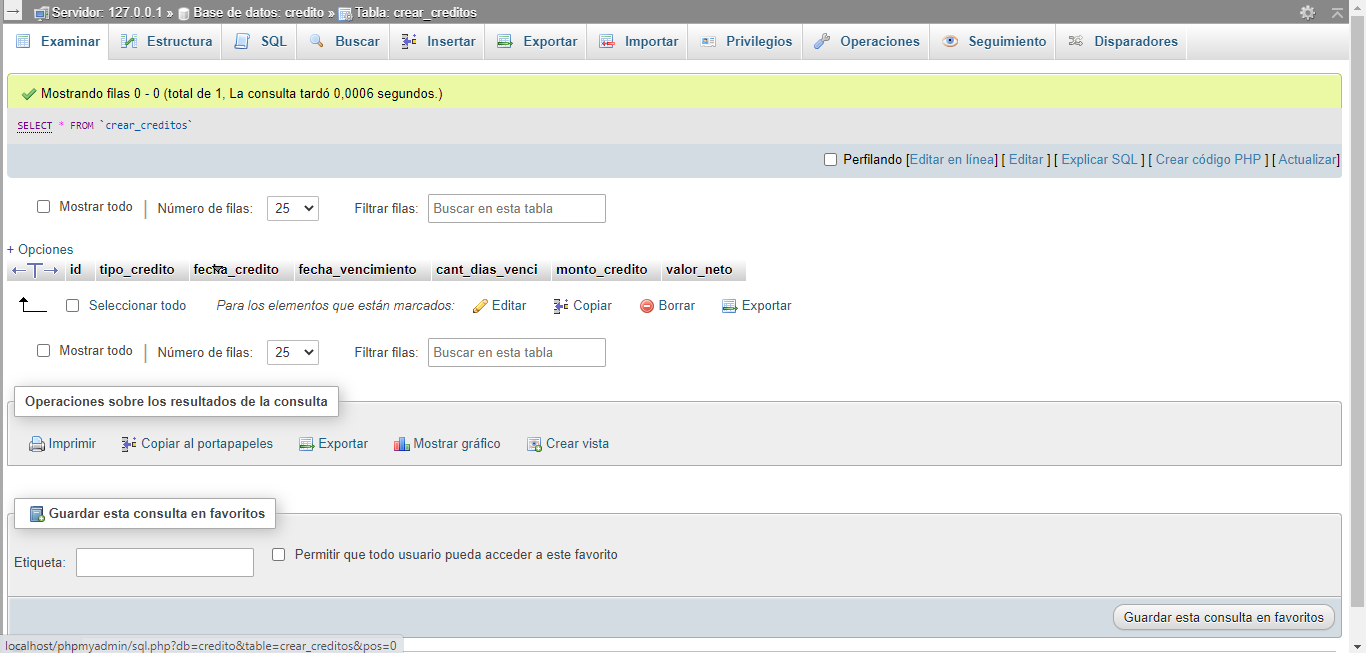 Servidor: 127.0.0.1 » Base de datos: credito » Tabla: crear_creditos
Examinar Estructura SQL Buscar Insertar Exportar Importar Privilegios Operaciones Seguimiento Disparadores
Mostrando filas 0 - 0 (total de 1, La consulta tardó 0,0006 segundos.)
SELECT * FROM `crear_creditos`
Perfilando [Editar en línea] [ Editar ] [ Explicar SQL ] [ Crear código PHP ] [ Actualizar]
Mostrar todo | Número de filas: 25 Filtrar filas: Buscar en esta tabla
+ Opciones
←T→ id tipo_credito fecha_credito fecha_vencimiento cant_dias_venci monto_credito valor_neto
Seleccionar todo Para los elementos que están marcados: Editar Copiar Borrar Exportar
Mostrar todo | Número de filas: 25 Filtrar filas: Buscar en esta tabla
Operaciones sobre los resultados de la consulta
Imprimir Copiar al portapapeles Exportar Mostrar gráfico Crear vista
Guardar esta consulta en favoritos
Etiqueta: Permitir que todo usuario pueda acceder a este favorito
Guardar esta consulta en favoritos
localhost/phpmyadmin/sql.php?db=credito&table=crear_creditos&pos=0